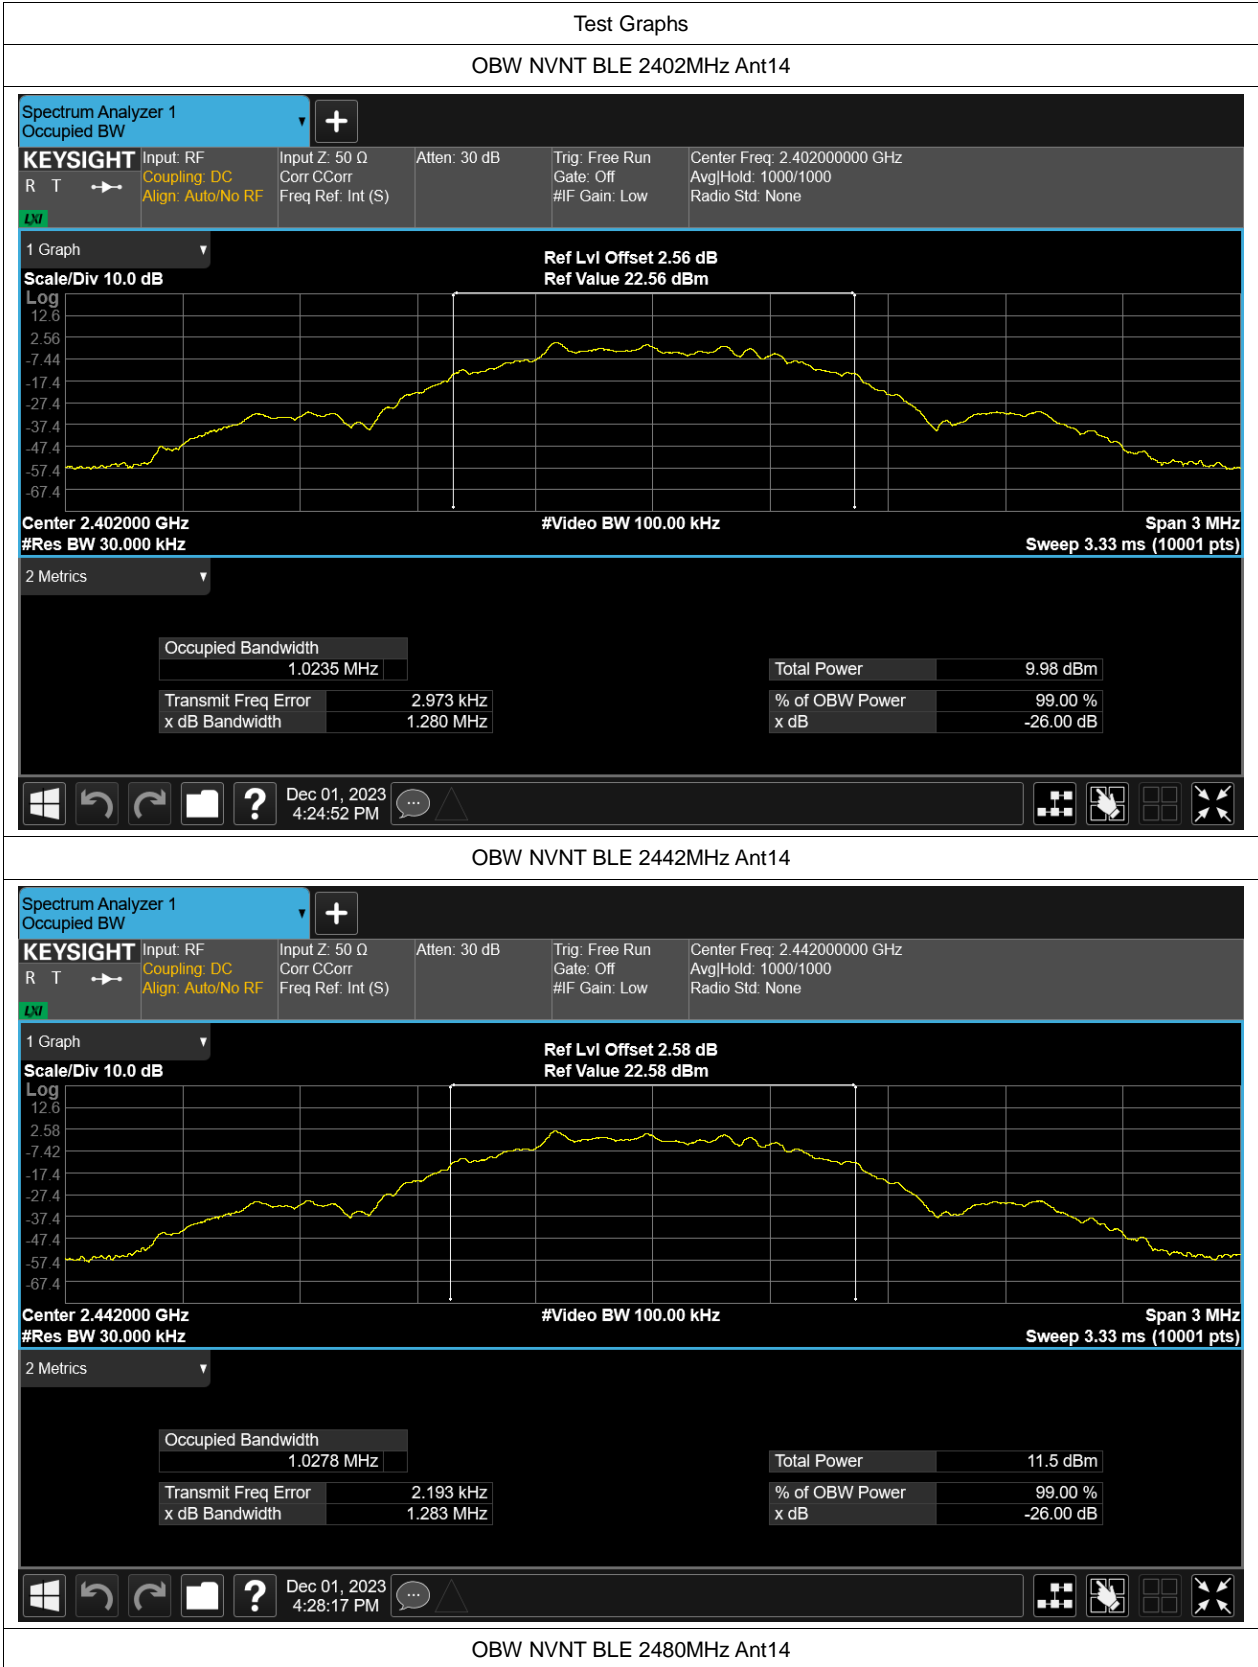 Test Graphs
OBW NVNT BLE 2402MHz Ant14
Spectrum Analyzer 1
Occupied BW
KEYSIGHT
R T
LXI
Input: RF
Coupling: DC
Align: Auto/No RF
Input Z: 50 Ω
Corr CCorr
Freq Ref: Int (S)
Atten: 30 dB
Trig: Free Run
Gate: Off
#IF Gain: Low
Center Freq: 2.402000000 GHz
Avg|Hold: 1000/1000
Radio Std: None
1 Graph
Scale/Div 10.0 dB
Ref Lvl Offset 2.56 dB
Ref Value 22.56 dBm
Log
12.6
2.56
-7.44
-17.4
-27.4
-37.4
-47.4
-57.4
-67.4
Center 2.402000 GHz
#Video BW 100.00 kHz
Span 3 MHz
#Res BW 30.000 kHz
Sweep 3.33 ms (10001 pts)
2 Metrics
Occupied Bandwidth
1.0235 MHz
Total Power 9.98 dBm
Transmit Freq Error 2.973 kHz
% of OBW Power 99.00 %
x dB Bandwidth 1.280 MHz
x dB -26.00 dB
?
Dec 01, 2023
4:24:52 PM
OBW NVNT BLE 2442MHz Ant14
Spectrum Analyzer 1
Occupied BW
KEYSIGHT
R T
LXI
Input: RF
Coupling: DC
Align: Auto/No RF
Input Z: 50 Ω
Corr CCorr
Freq Ref: Int (S)
Atten: 30 dB
Trig: Free Run
Gate: Off
#IF Gain: Low
Center Freq: 2.442000000 GHz
Avg|Hold: 1000/1000
Radio Std: None
1 Graph
Scale/Div 10.0 dB
Ref Lvl Offset 2.58 dB
Ref Value 22.58 dBm
Log
12.6
2.58
-7.42
-17.4
-27.4
-37.4
-47.4
-57.4
-67.4
Center 2.442000 GHz
#Video BW 100.00 kHz
Span 3 MHz
#Res BW 30.000 kHz
Sweep 3.33 ms (10001 pts)
2 Metrics
Occupied Bandwidth
1.0278 MHz
Total Power 11.5 dBm
Transmit Freq Error 2.193 kHz
% of OBW Power 99.00 %
x dB Bandwidth 1.283 MHz
x dB -26.00 dB
?
Dec 01, 2023
4:28:17 PM
OBW NVNT BLE 2480MHz Ant14